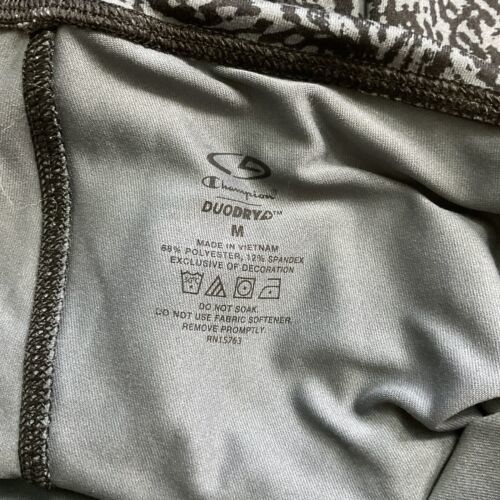 Champion
DUODRY+™
M
MADE IN VIETNAM
88% POLYESTER, 12% SPANDEX
EXCLUSIVE OF DECORATION
DO NOT SOAK.
DO NOT USE FABRIC SOFTENER.
REMOVE PROMPTLY.
RN15763